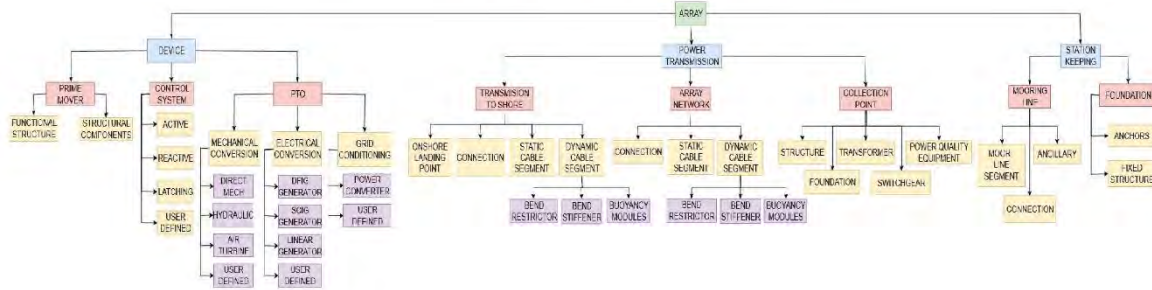 ARRAY
DEVICE
POWER
TRANSMISSION
STATION
KEEPING
PRIME
MOVER
CONTROL
SYSTEM
PTO
TRANSMISION
TO SHORE
ARRAY
NETWORK
COLLECTION
POINT
MOORING
LINE
FOUNDATION
FUNCTIONAL
STRUCTURE
STRUCTURAL
COMPONENTS
ACTIVE
REACTIVE
LATCHING
USER
DEFINED
MECHANICAL
CONVERSION
ELECTRICAL
CONVERSION
GRID
CONDITIONING
DIRECT
MECH
HYDRAULIC
AIR
TURBINE
USER
DEFINED
DFIG
GENERATOR
SCIG
GENERATOR
LINEAR
GENERATOR
USER
DEFINED
POWER
CONVERTER
USER
DEFINED
ONSHORE
LANDING
POINT
CONNECTION
STATIC
CABLE
SEGMENT
DYNAMIC
CABLE
SEGMENT
BEND
RESTRICTOR
BEND
STIFFENER
BUOYANCY
MODULES
CONNECTION
STATIC
CABLE
SEGMENT
DYNAMIC
CABLE
SEGMENT
BEND
RESTRICTOR
BEND
STIFFENER
BUOYANCY
MODULES
STRUCTURE
FOUNDATION
TRANSFORMER
SWITCHGEAR
POWER QUALITY
EQUIPMENT
LINE
SEGMENT
CONNECTION
ANCILLARY
ANCHORS
FIXED
STRUCTURE